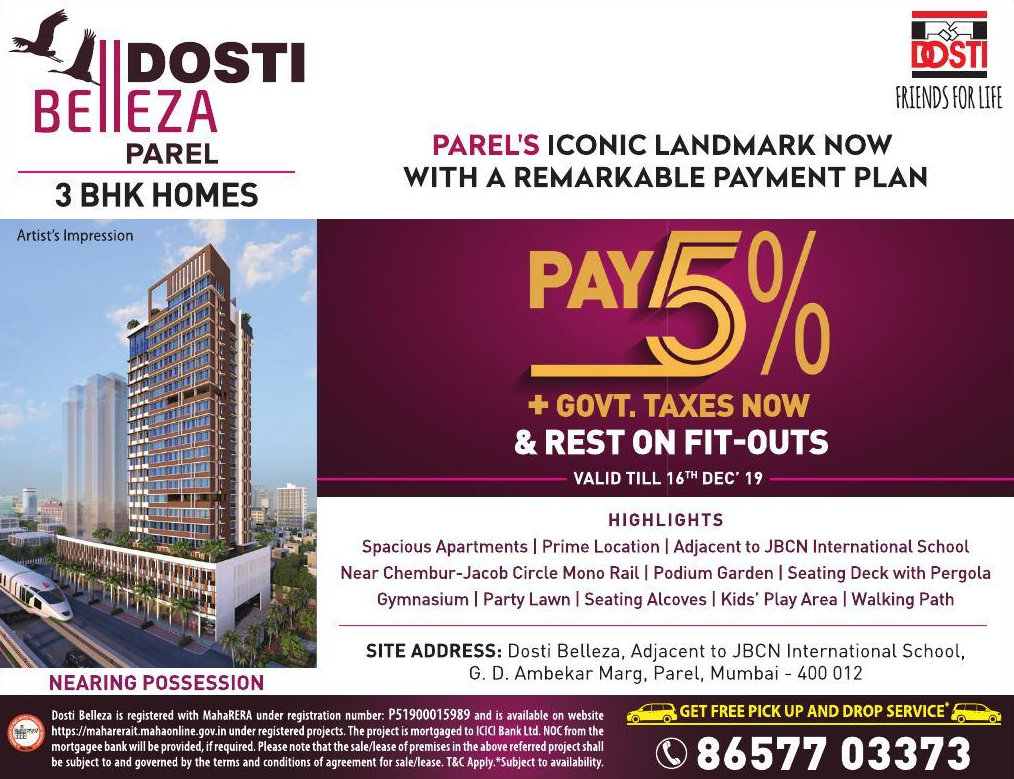 DOSTI
BELLEZA
PAREL
3 BHK HOMES
DOSTI
FRIENDS FOR LIFE
PAREL'S ICONIC LANDMARK NOW
WITH A REMARKABLE PAYMENT PLAN
Artist's Impression
PAY 5%
+ GOVT. TAXES NOW
& REST ON FIT-OUTS
VALID TILL 16TH DEC' 19
HIGHLIGHTS
Spacious Apartments | Prime Location | Adjacent to JBCN International School
Near Chembur-Jacob Circle Mono Rail | Podium Garden | Seating Deck with Pergola
Gymnasium | Party Lawn | Seating Alcoves | Kids' Play Area | Walking Path
SITE ADDRESS: Dosti Belleza, Adjacent to JBCN International School,
G. D. Ambekar Marg, Parel, Mumbai - 400 012
NEARING POSSESSION
Dosti Belleza is registered with MahaRERA under registration number: P51900015989 and is available on website
https://maharerait.mahaonline.gov.in under registered projects. The project is mortgaged to ICICI Bank Ltd. NOC from the
mortgagee bank will be provided, if required. Please note that the sale/lease of premises in the above referred project shall
be subject to and governed by the terms and conditions of agreement for sale/lease. T&C Apply.*Subject to availability.
GET FREE PICK UP AND DROP SERVICE*
86577 03373